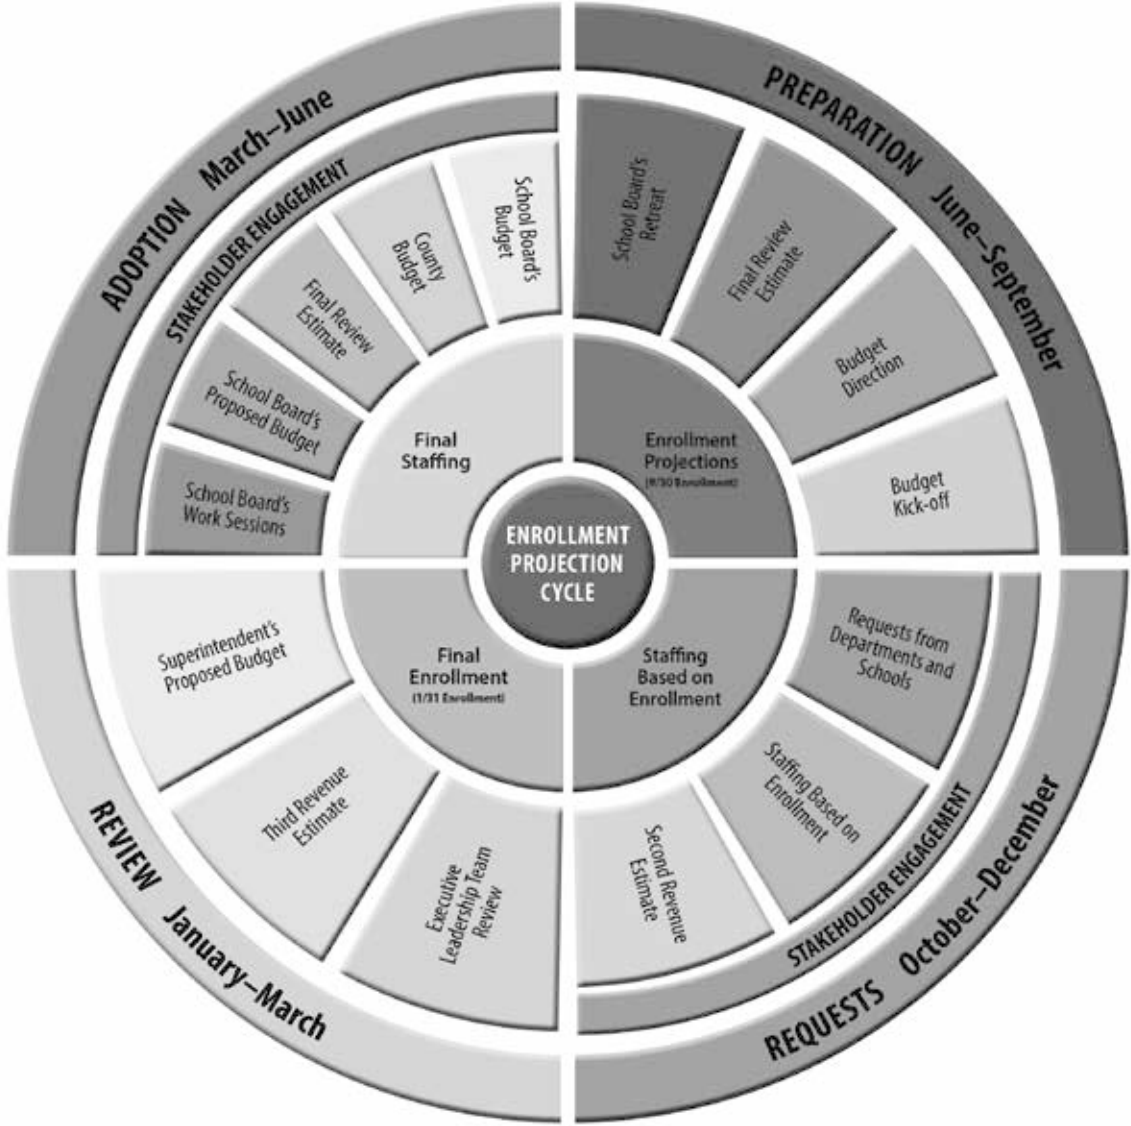 PREPARATION June–September
School Board's
Retreat
Final Review
Estimate
Budget
Direction
Budget
Kick-off
Enrollment
Projections
(9/30 Enrollment)
REQUESTS October–December
STAKEHOLDER ENGAGEMENT
Requests from
Departments and
Schools
Staffing Based on
Enrollment
Second Revenue
Estimate
Staffing
Based on
Enrollment
REVIEW January–March
Executive
Leadership Team
Review
Third Revenue
Estimate
Superintendent's
Proposed Budget
Final
Enrollment
(1/31 Enrollment)
ADOPTION March–June
STAKEHOLDER ENGAGEMENT
School Board's
Work Sessions
School Board's
Proposed Budget
Final Review
Estimate
County
Budget
School Board's
Budget
Final
Staffing
ENROLLMENT
PROJECTION
CYCLE